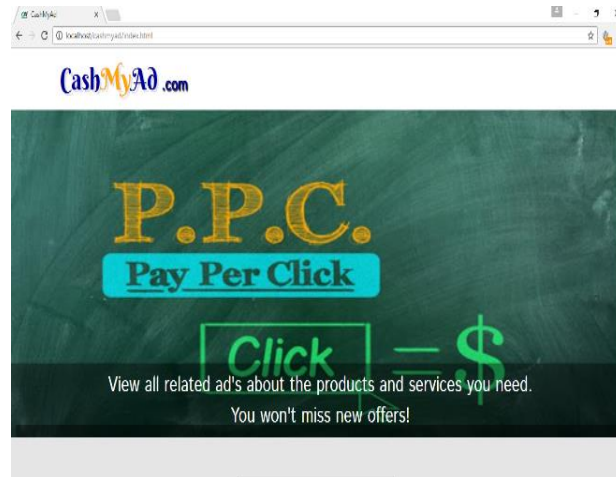 CashMyAd
localhost/cashmyad/index.html
CashMyAd.com
P.P.C.
Pay Per Click
Click = $
View all related ad's about the products and services you need.
You won't miss new offers!